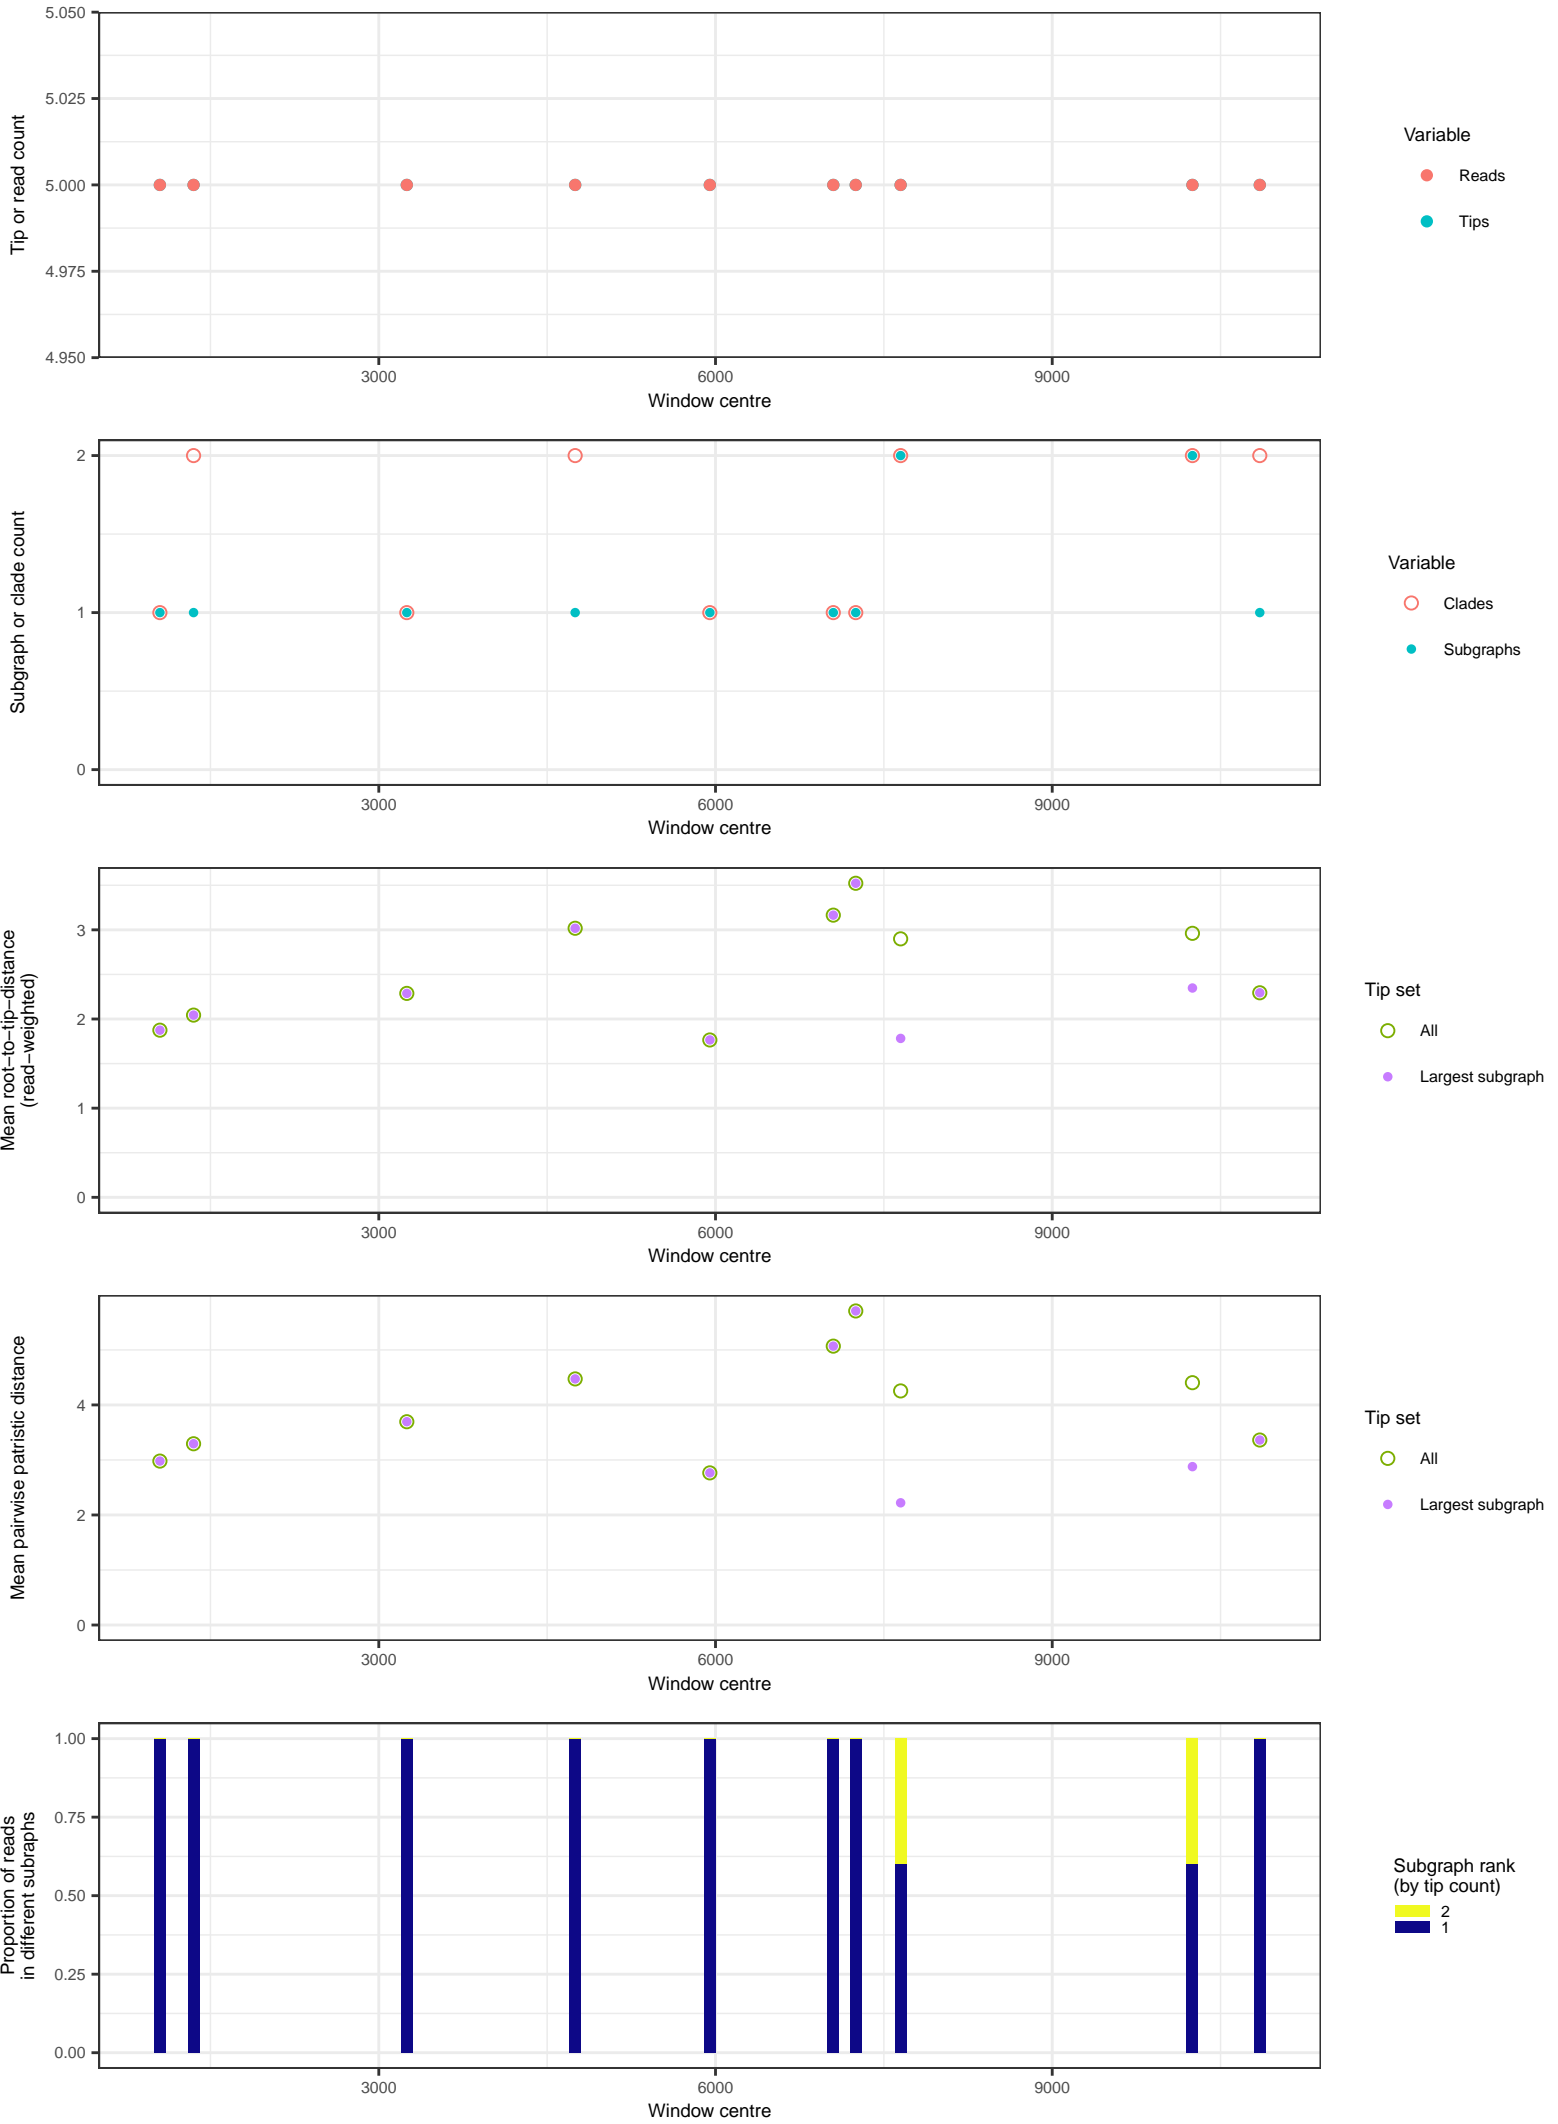 5.050
5.025
5.000
4.975
4.950
Tip or read count
3000 6000 9000
Window centre
Variable
Reads
Tips
2
1
0
Subgraph or clade count
3000 6000 9000
Window centre
Variable
Clades
Subgraphs
3
2
1
0
Mean root−to−tip−distance
(read−weighted)
3000 6000 9000
Window centre
Tip set
All
Largest subgraph
4
2
0
Mean pairwise patristic distance
3000 6000 9000
Window centre
Tip set
All
Largest subgraph
1.00
0.75
0.50
0.25
0.00
Proportion of reads
in different subraphs
3000 6000 9000
Window centre
Subgraph rank
(by tip count)
2
1